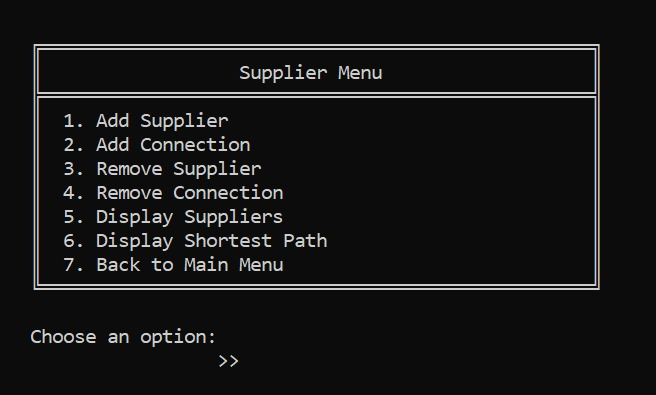 Supplier Menu
1. Add Supplier
2. Add Connection
3. Remove Supplier
4. Remove Connection
5. Display Suppliers
6. Display Shortest Path
7. Back to Main Menu
Choose an option:
>>